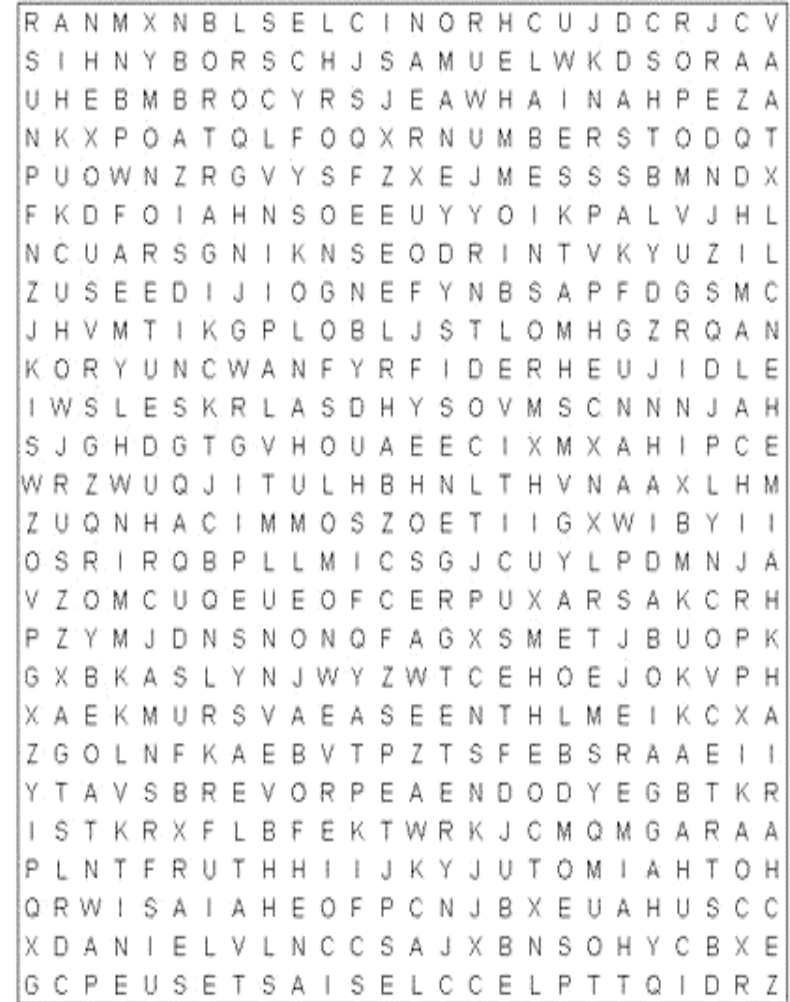 R A N M X N B L S E L C I N O R H C U J D C R J C V
S I H N Y B O R S C H J S A M U E L W K D S O R A A
U H E B M B R O C Y R S J E A W H A I N A H P E Z A
N K X P O A T Q L F O Q X R N U M B E R S T O D Q T
P U O W N Z R G V Y S F Z X E J M E S S S B M N D X
F K D F O I A H N S O E E U Y Y O I K P A L V J H L
N C U A R S G N I K N S E O D R I N T V K Y U Z I L
Z U S E E D I J I O G N E F Y N B S A P F D G S M C
J H V M T I K G P L O B L J S T L O M H G Z R Q A N
K O R Y U N C W A N F Y R F I D E R H E U J I D L E
I W S L E S K R L A S D H Y S O V M S C N N N J A H
S J G H D G T G V H O U A E E C I X M X A H I P C E
W R Z W U Q J I T U L H B H N L T H V N A A X L H M
Z U Q N H A C I M M O S Z O E T I I G X W I B Y I I
O S R I R Q B P L L M I C S G J C U Y L P D M N J A
V Z O M C U Q E U E O F C E R P U X A R S A K C R H
P Z Y M J D N S N O N Q F A G X S M E T J B U O P K
G X B K A S L Y N J W Y Z W T C E H O E J O K V P H
X A E K M U R S V A E A S E E N T H L M E I K C X A
Z G O L N F K A E B V T P Z T S F E B S R A A E I I
Y T A V S B R E V O R P E A E N D O D Y E G B T K R
I S T K R X F L B F E K T W R K J C M Q M G A R A A
P L N T F R U T H H I I J K Y J U T O M I A H T O H
Q R W I S A I A H E O F P C N J B X E U A H U S C C
X D A N I E L V L N C C S A J X B N S O H Y C B X E
G C P E U S E T S A I S E L C C E L P T T Q I D R Z